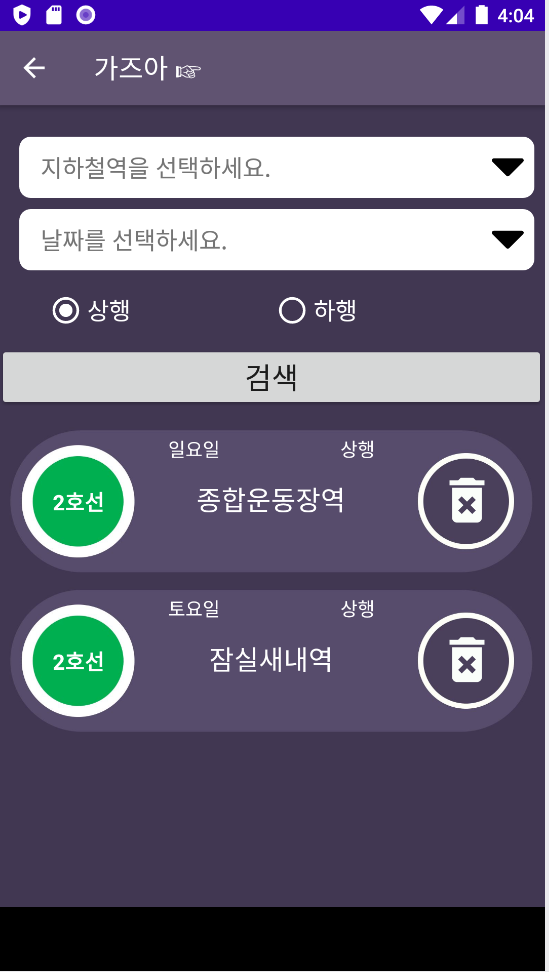 4:04
가즈아 ☞
지하철역을 선택하세요.
날짜를 선택하세요.
상행 하행
검색
일요일 상행
2호선 종합운동장역
토요일 상행
2호선 잠실새내역